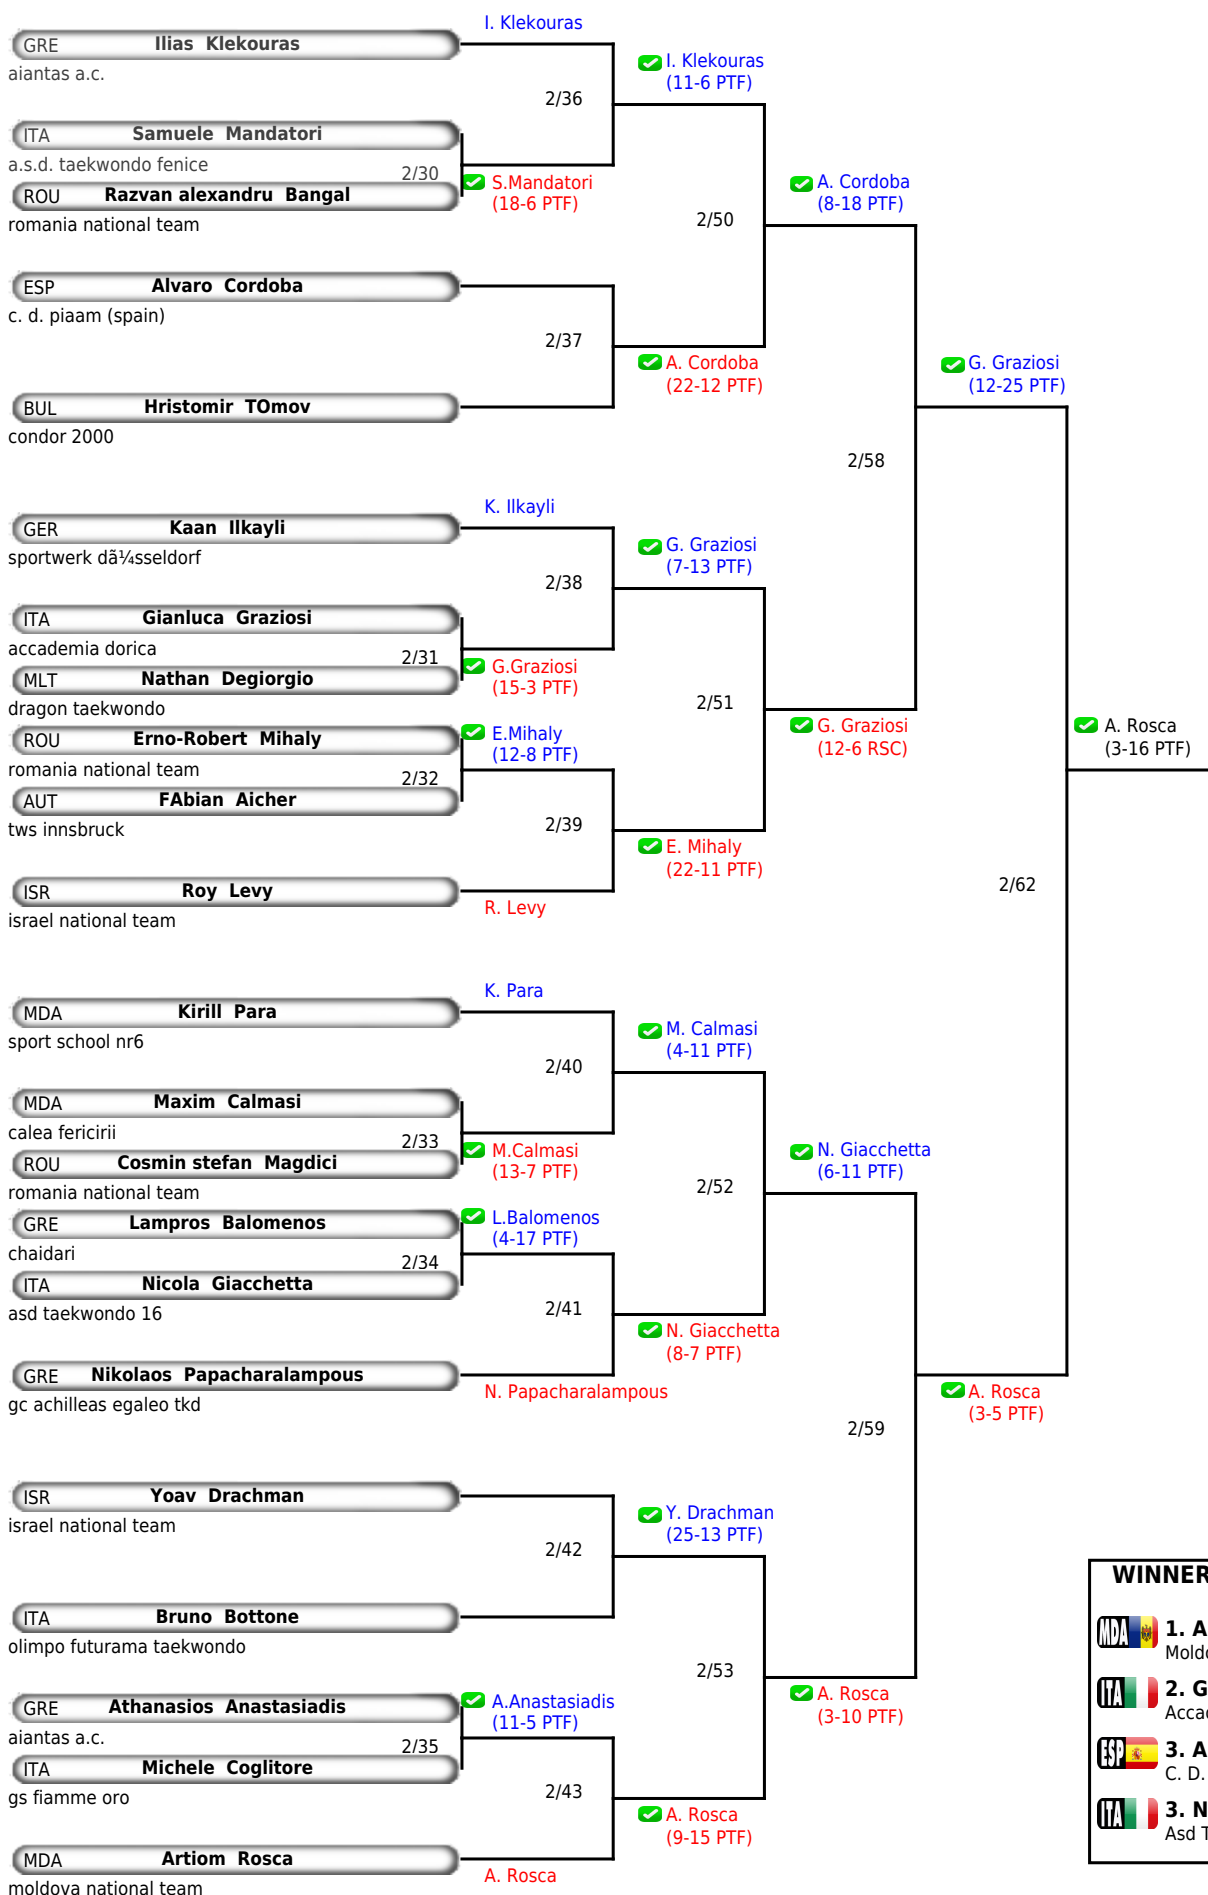 I. Klekouras
GRE Ilias Klekouras
aiantas a.c.
I. Klekouras
(11-6 PTF)
2/36
ITA Samuele Mandatori
a.s.d. taekwondo fenice
2/30
S.Mandatori
(18-6 PTF)
ROU Razvan alexandru Bangal
romania national team
A. Cordoba
(8-18 PTF)
2/50
ESP Alvaro Cordoba
c. d. piaam (spain)
2/37
A. Cordoba
(22-12 PTF)
G. Graziosi
(12-25 PTF)
BUL Hristomir TOmov
condor 2000
2/58
K. Ilkayli
GER Kaan Ilkayli
sportwerk dã¼sseldorf
G. Graziosi
(7-13 PTF)
2/38
ITA Gianluca Graziosi
accademia dorica
2/31
G.Graziosi
(15-3 PTF)
MLT Nathan Degiorgio
dragon taekwondo
2/51
ROU Erno-Robert Mihaly
romania national team
E.Mihaly
(12-8 PTF)
G. Graziosi
(12-6 RSC)
A. Rosca
(3-16 PTF)
2/32
AUT FAbian Aicher
tws innsbruck
2/39
E. Mihaly
(22-11 PTF)
ISR Roy Levy
israel national team
R. Levy
2/62
K. Para
MDA Kirill Para
sport school nr6
M. Calmasi
(4-11 PTF)
2/40
MDA Maxim Calmasi
calea fericirii
2/33
M.Calmasi
(13-7 PTF)
ROU Cosmin stefan Magdici
romania national team
N. Giacchetta
(6-11 PTF)
2/52
GRE Lampros Balomenos
chaidari
L.Balomenos
(4-17 PTF)
2/34
ITA Nicola Giacchetta
asd taekwondo 16
2/41
N. Giacchetta
(8-7 PTF)
GRE Nikolaos Papacharalampous
gc achilleas egaleo tkd
N. Papacharalampous
A. Rosca
(3-5 PTF)
2/59
ISR Yoav Drachman
israel national team
Y. Drachman
(25-13 PTF)
2/42
ITA Bruno Bottone
olimpo futurama taekwondo
2/53
GRE Athanasios Anastasiadis
aiantas a.c.
A.Anastasiadis
(11-5 PTF)
A. Rosca
(3-10 PTF)
2/35
ITA Michele Coglitore
gs fiamme oro
2/43
A. Rosca
(9-15 PTF)
MDA Artiom Rosca
moldova national team
A. Rosca
WINNER
MDA 1. A
Moldo
ITA 2. G
Accad
ESP 3. A
C. D.
ITA 3. N
Asd T